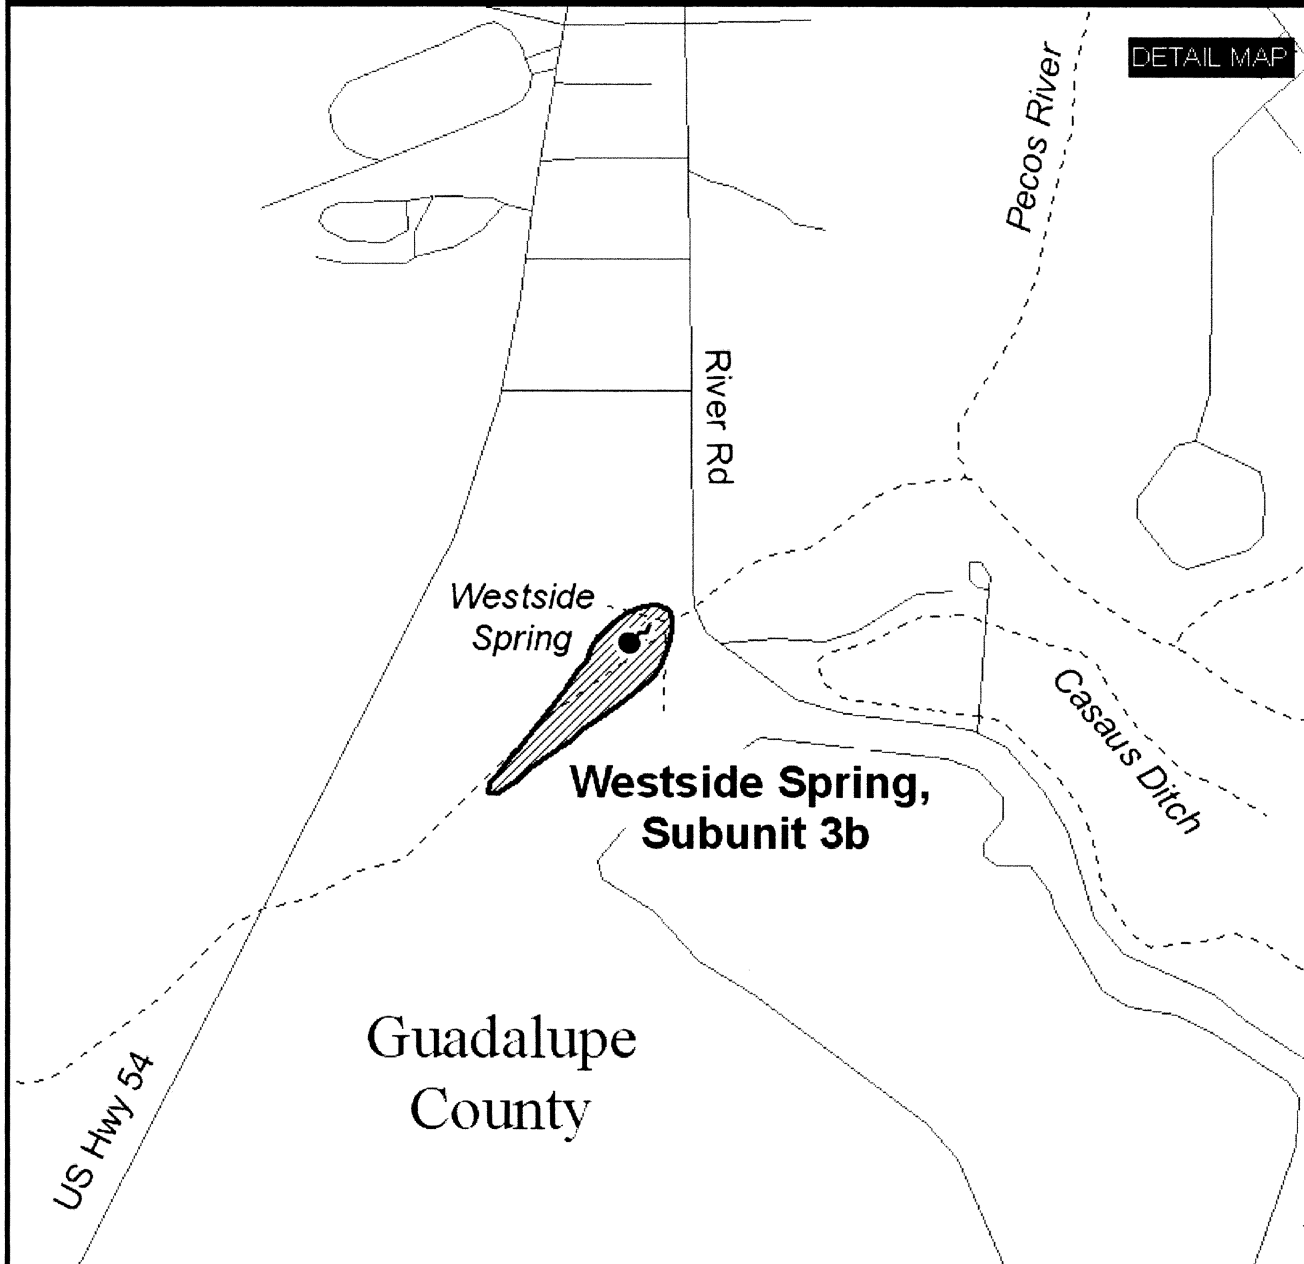 DETAIL MAP
Pecos River
River Rd
Westside
Spring
Casaus Ditch
Westside Spring,
Subunit 3b
Guadalupe
County
US Hwy 54